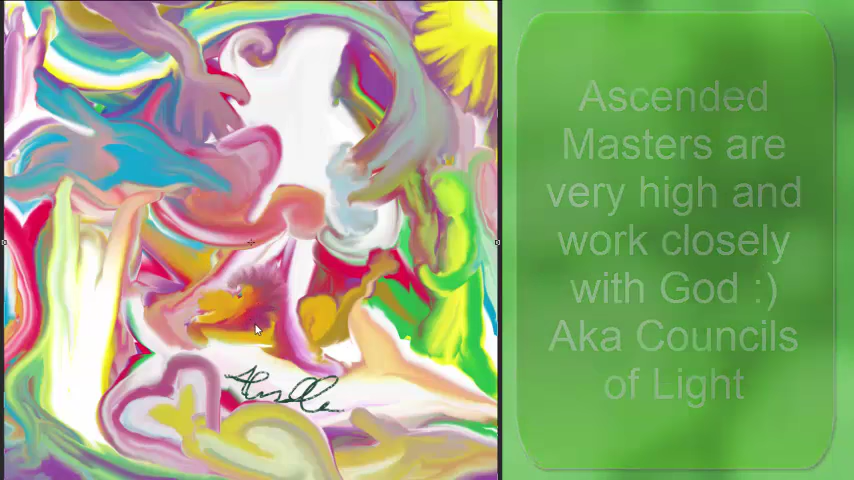 Ascended
Masters are
very high and
work closely
with God :)
Aka Councils
of Light